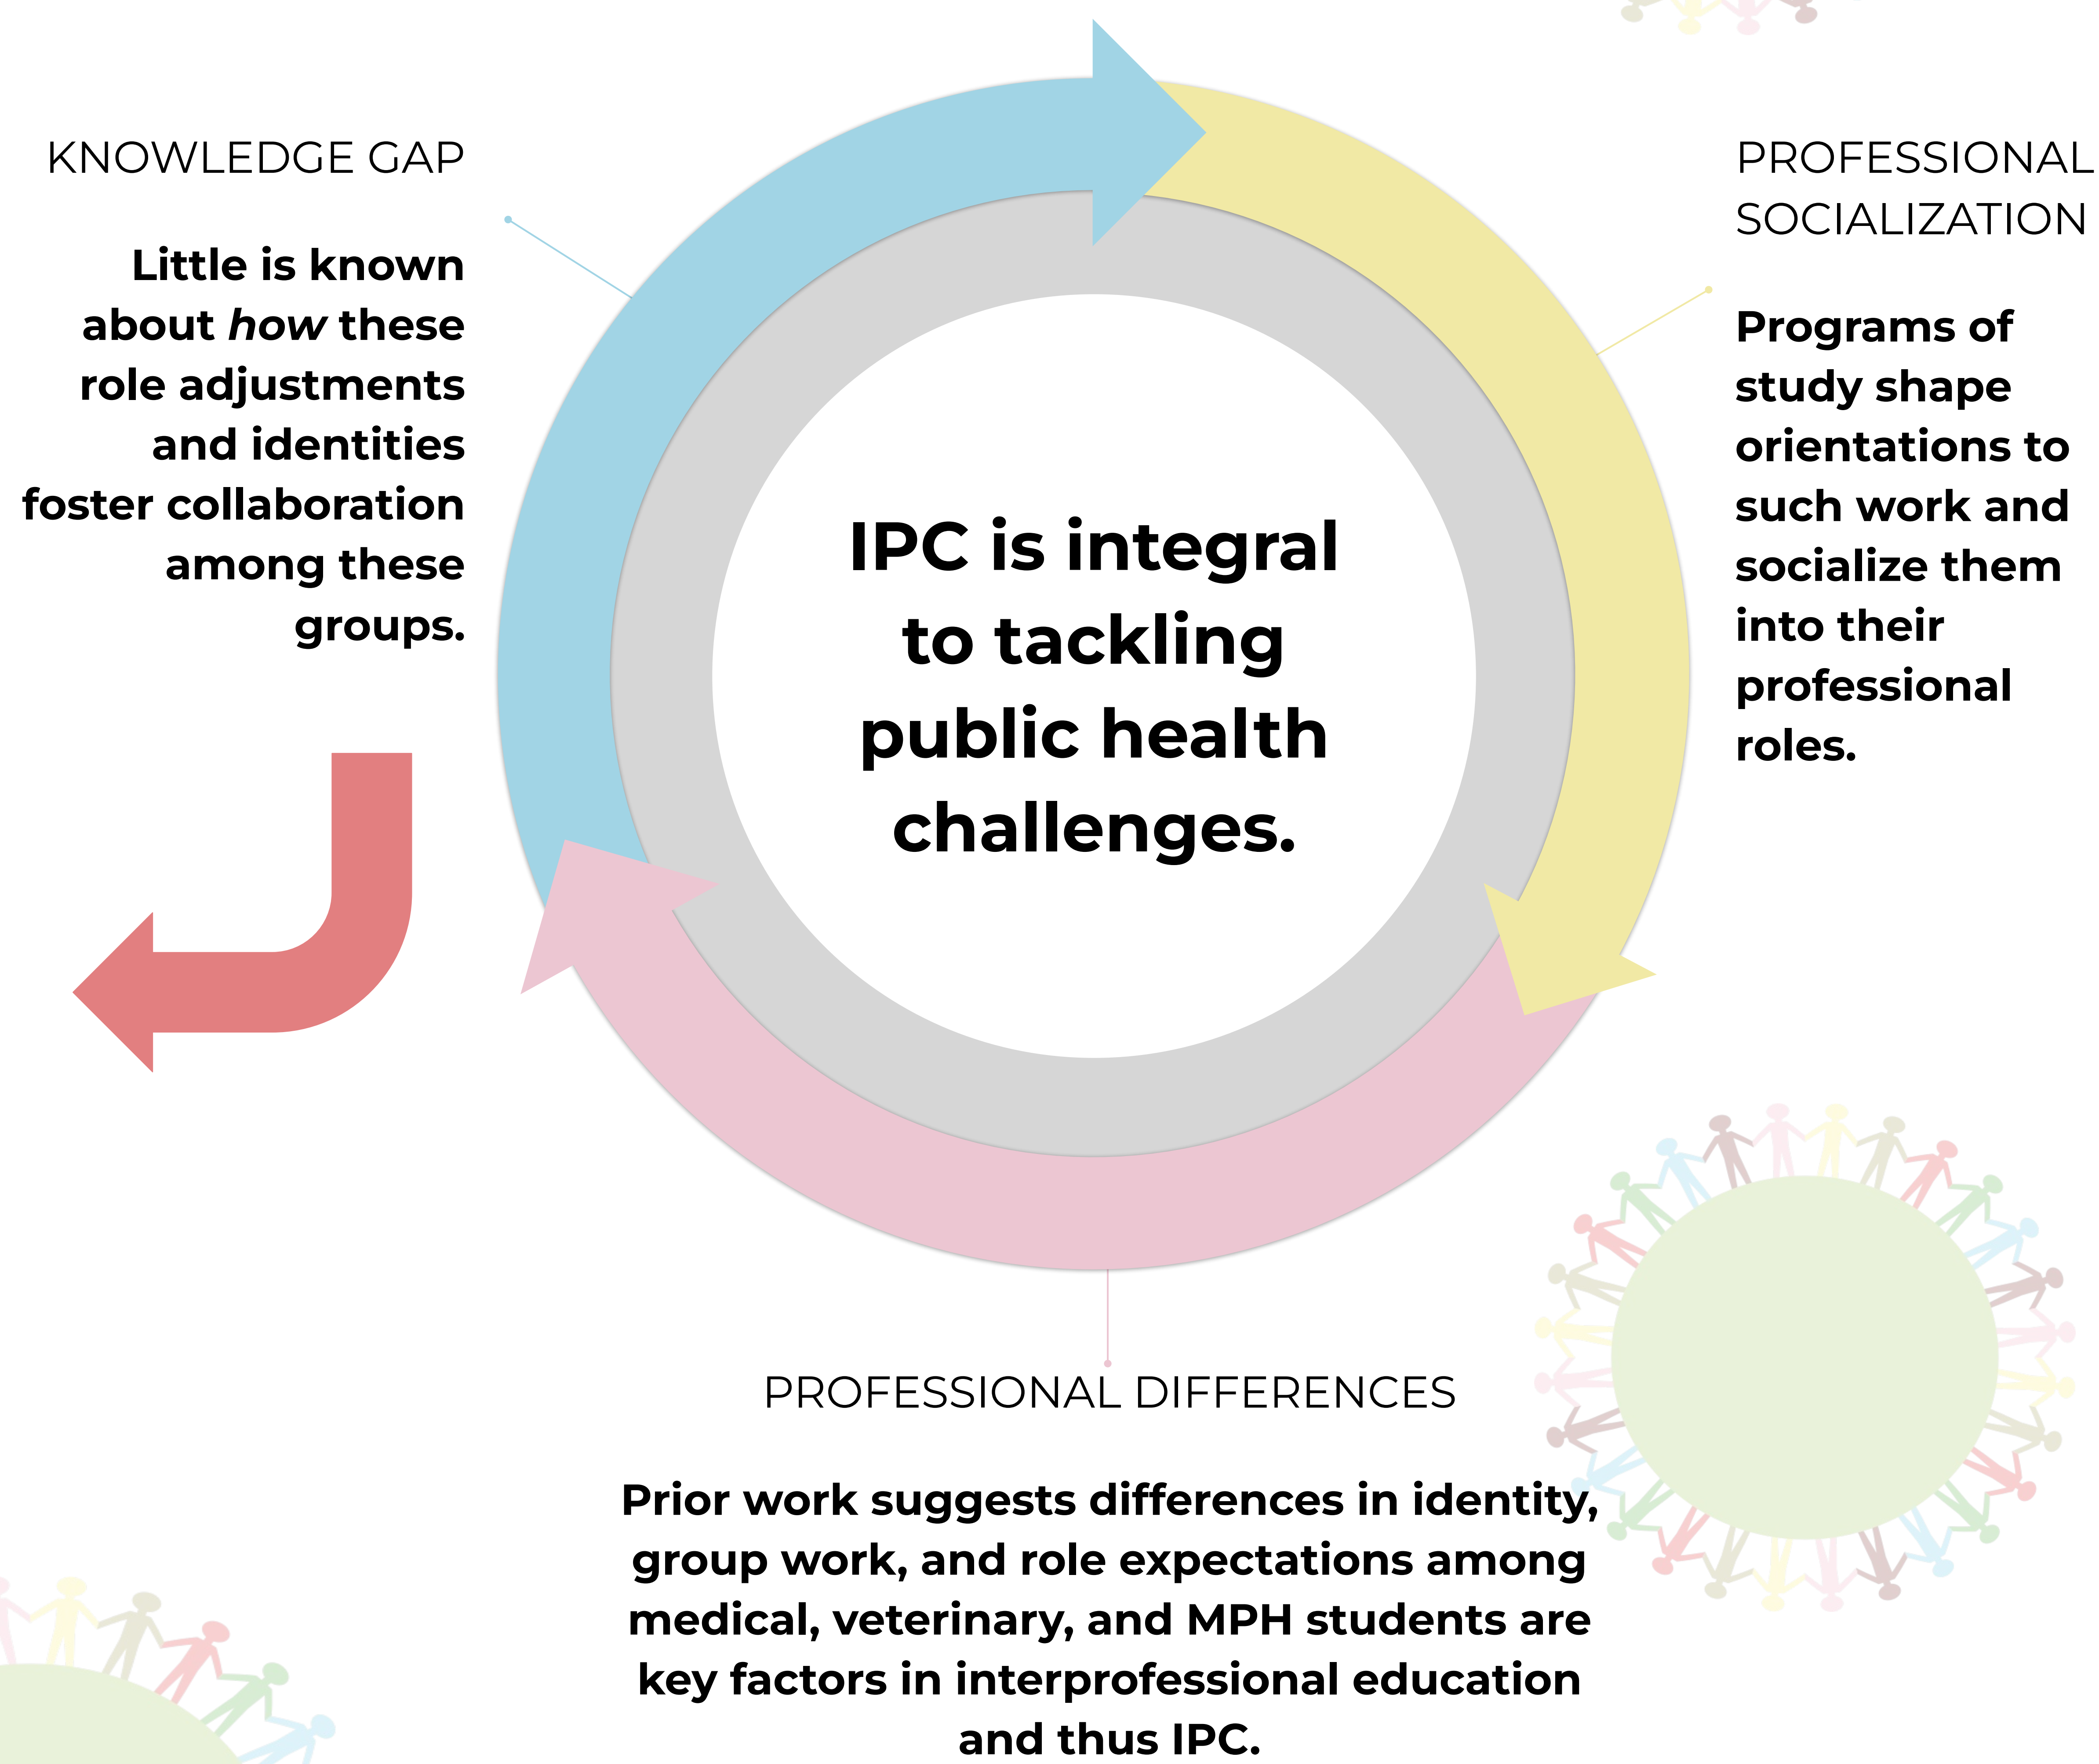 KNOWLEDGE GAP
Little is known
about how these
role adjustments
and identities
foster collaboration
among these
groups.
IPC is integral
to tackling
public health
challenges.
PROFESSIONAL
SOCIALIZATION
Programs of
study shape
orientations to
such work and
socialize them
into their
professional
roles.
PROFESSIONAL DIFFERENCES
Prior work suggests differences in identity,
group work, and role expectations among
medical, veterinary, and MPH students are
key factors in interprofessional education
and thus IPC.